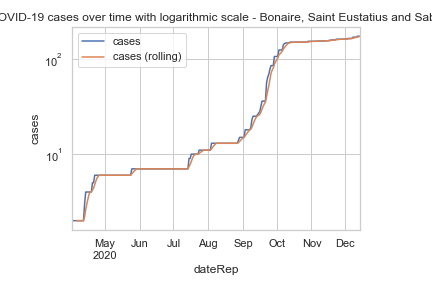 OVID-19 cases over time with logarithmic scale - Bonaire, Saint Eustatius and Sab
cases
cases (rolling)
10²
10¹
cases
May Jun Jul Aug Sep Oct Nov Dec
2020
dateRep